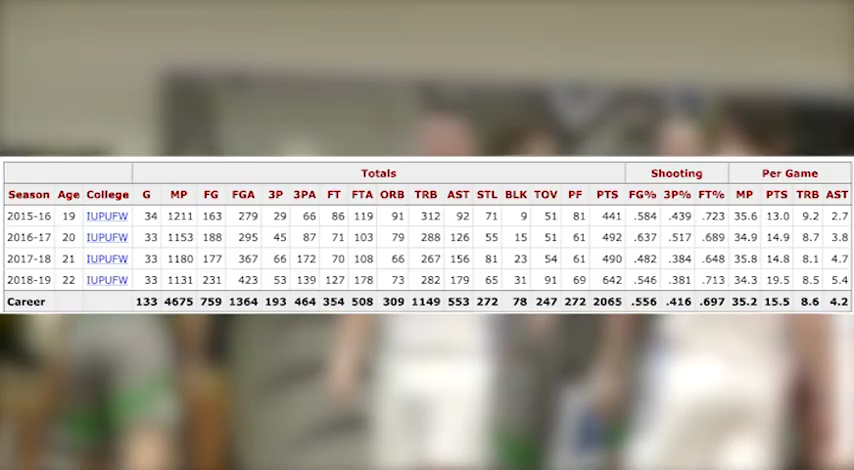 Totals Shooting Per Game
Season Age College G MP FG FGA 3P 3PA FT FTA ORB TRB AST STL BLK TOV PF PTS FG% 3P% FT% MP PTS TRB AST
2015-16 19 IUPUFW 34 1211 163 279 29 66 86 119 91 312 92 71 9 51 81 441 .584 .439 .723 35.6 13.0 9.2 2.7
2016-17 20 IUPUFW 33 1153 188 295 45 87 71 103 79 288 126 55 15 51 61 492 .637 .517 .689 34.9 14.9 8.7 3.8
2017-18 21 IUPUFW 33 1180 177 367 66 172 70 108 66 267 156 81 23 54 61 490 .482 .384 .648 35.8 14.8 8.1 4.7
2018-19 22 IUPUFW 33 1131 231 423 53 139 127 178 73 282 179 65 31 91 69 642 .546 .381 .713 34.3 19.5 8.5 5.4
Career 133 4675 759 1364 193 464 354 508 309 1149 553 272 78 247 272 2065 .556 .416 .697 35.2 15.5 8.6 4.2